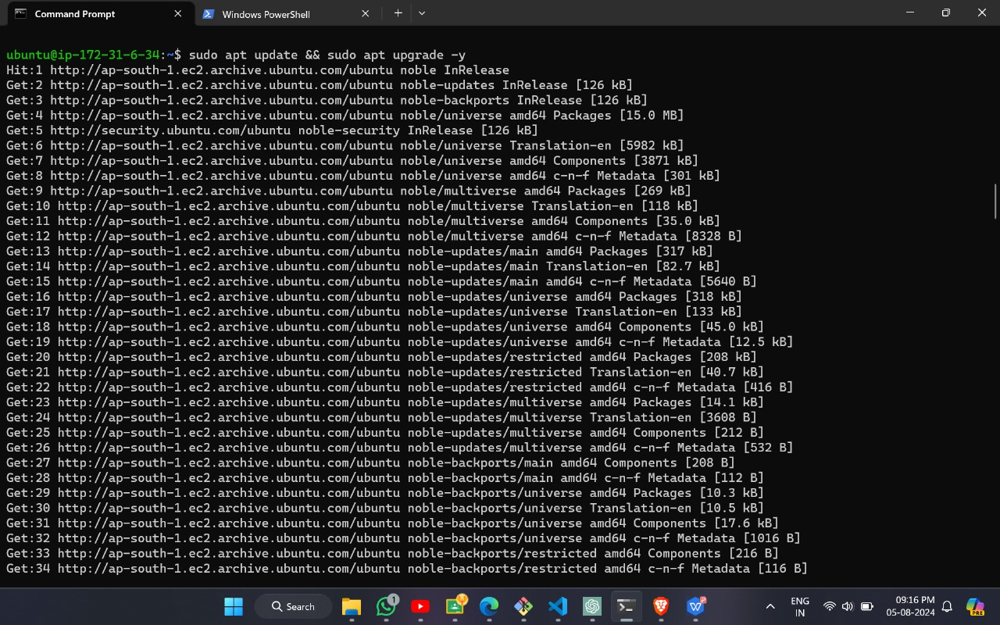 Command Prompt
Windows PowerShell
ubuntu@ip-172-31-6-34:~$ sudo apt update && sudo apt upgrade -y
Hit:1 http://ap-south-1.ec2.archive.ubuntu.com/ubuntu noble InRelease
Get:2 http://ap-south-1.ec2.archive.ubuntu.com/ubuntu noble-updates InRelease [126 kB]
Get:3 http://ap-south-1.ec2.archive.ubuntu.com/ubuntu noble-backports InRelease [126 kB]
Get:4 http://ap-south-1.ec2.archive.ubuntu.com/ubuntu noble/universe amd64 Packages [15.0 MB]
Get:5 http://security.ubuntu.com/ubuntu noble-security InRelease [126 kB]
Get:6 http://ap-south-1.ec2.archive.ubuntu.com/ubuntu noble/universe Translation-en [5982 kB]
Get:7 http://ap-south-1.ec2.archive.ubuntu.com/ubuntu noble/universe amd64 Components [3871 kB]
Get:8 http://ap-south-1.ec2.archive.ubuntu.com/ubuntu noble/universe amd64 c-n-f Metadata [301 kB]
Get:9 http://ap-south-1.ec2.archive.ubuntu.com/ubuntu noble/multiverse amd64 Packages [269 kB]
Get:10 http://ap-south-1.ec2.archive.ubuntu.com/ubuntu noble/multiverse Translation-en [118 kB]
Get:11 http://ap-south-1.ec2.archive.ubuntu.com/ubuntu noble/multiverse amd64 Components [35.0 kB]
Get:12 http://ap-south-1.ec2.archive.ubuntu.com/ubuntu noble/multiverse amd64 c-n-f Metadata [8328 B]
Get:13 http://ap-south-1.ec2.archive.ubuntu.com/ubuntu noble-updates/main amd64 Packages [317 kB]
Get:14 http://ap-south-1.ec2.archive.ubuntu.com/ubuntu noble-updates/main Translation-en [82.7 kB]
Get:15 http://ap-south-1.ec2.archive.ubuntu.com/ubuntu noble-updates/main amd64 c-n-f Metadata [5640 B]
Get:16 http://ap-south-1.ec2.archive.ubuntu.com/ubuntu noble-updates/universe amd64 Packages [318 kB]
Get:17 http://ap-south-1.ec2.archive.ubuntu.com/ubuntu noble-updates/universe Translation-en [133 kB]
Get:18 http://ap-south-1.ec2.archive.ubuntu.com/ubuntu noble-updates/universe amd64 Components [45.0 kB]
Get:19 http://ap-south-1.ec2.archive.ubuntu.com/ubuntu noble-updates/universe amd64 c-n-f Metadata [12.5 kB]
Get:20 http://ap-south-1.ec2.archive.ubuntu.com/ubuntu noble-updates/restricted amd64 Packages [208 kB]
Get:21 http://ap-south-1.ec2.archive.ubuntu.com/ubuntu noble-updates/restricted Translation-en [40.7 kB]
Get:22 http://ap-south-1.ec2.archive.ubuntu.com/ubuntu noble-updates/restricted amd64 c-n-f Metadata [416 B]
Get:23 http://ap-south-1.ec2.archive.ubuntu.com/ubuntu noble-updates/multiverse amd64 Packages [14.1 kB]
Get:24 http://ap-south-1.ec2.archive.ubuntu.com/ubuntu noble-updates/multiverse Translation-en [3608 B]
Get:25 http://ap-south-1.ec2.archive.ubuntu.com/ubuntu noble-updates/multiverse amd64 Components [212 B]
Get:26 http://ap-south-1.ec2.archive.ubuntu.com/ubuntu noble-updates/multiverse amd64 c-n-f Metadata [532 B]
Get:27 http://ap-south-1.ec2.archive.ubuntu.com/ubuntu noble-backports/main amd64 Components [208 B]
Get:28 http://ap-south-1.ec2.archive.ubuntu.com/ubuntu noble-backports/main amd64 c-n-f Metadata [112 B]
Get:29 http://ap-south-1.ec2.archive.ubuntu.com/ubuntu noble-backports/universe amd64 Packages [10.3 kB]
Get:30 http://ap-south-1.ec2.archive.ubuntu.com/ubuntu noble-backports/universe Translation-en [10.5 kB]
Get:31 http://ap-south-1.ec2.archive.ubuntu.com/ubuntu noble-backports/universe amd64 Components [17.6 kB]
Get:32 http://ap-south-1.ec2.archive.ubuntu.com/ubuntu noble-backports/universe amd64 c-n-f Metadata [1016 B]
Get:33 http://ap-south-1.ec2.archive.ubuntu.com/ubuntu noble-backports/restricted amd64 Components [216 B]
Get:34 http://ap-south-1.ec2.archive.ubuntu.com/ubuntu noble-backports/restricted amd64 c-n-f Metadata [116 B]
Search
1
2
ENG
IN
09:16 PM
05-08-2024
PRE